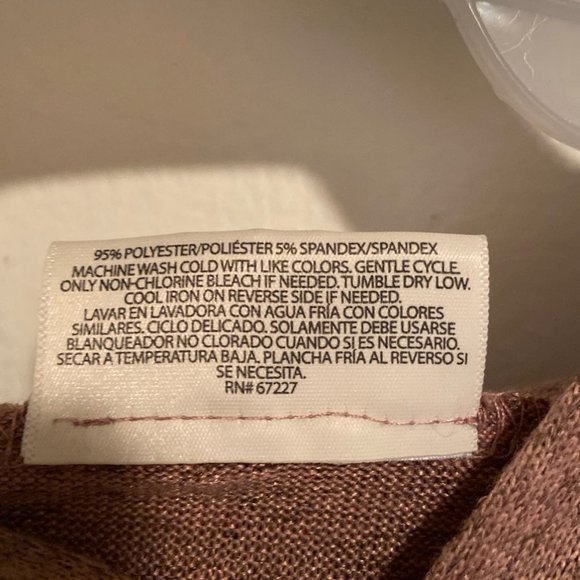 95% POLYESTER/POLIÉSTER 5% SPANDEX/SPANDEX
MACHINE WASH COLD WITH LIKE COLORS. GENTLE CYCLE.
ONLY NON-CHLORINE BLEACH IF NEEDED. TUMBLE DRY LOW.
COOL IRON ON REVERSE SIDE IF NEEDED.
LAVAR EN LAVADORA CON AGUA FRÍA CON COLORES
SIMILARES. CICLO DELICADO. SOLAMENTE DEBE USARSE
BLANQUEADOR NO CLORADO CUANDO SI ES NECESARIO.
SECAR A TEMPERATURA BAJA. PLANCHA FRÍA AL REVERSO SI
SE NECESITA.
RN# 67227